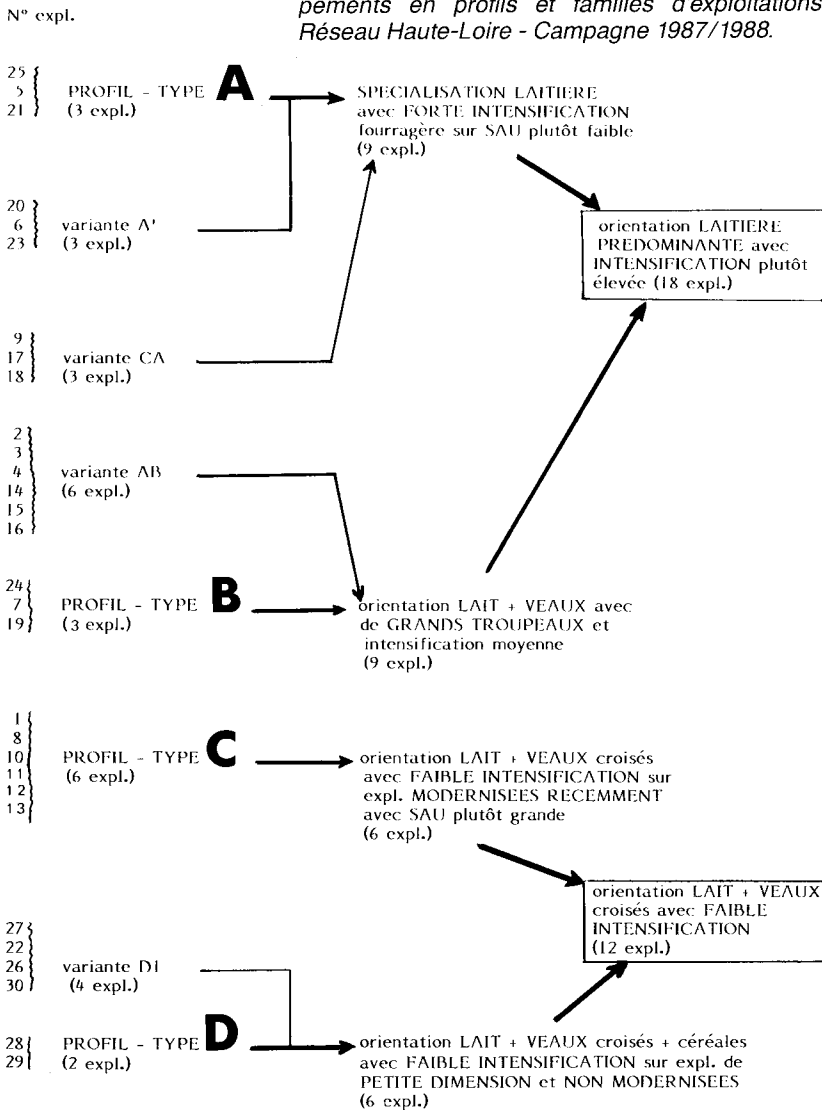 pements en profils et familles d'exploitations
Réseau Haute-Loire - Campagne 1987/1988.
N° expl.
25
5
21
PROFIL - TYPE A
(3 expl.)
SPECIALISATION LAITIERE
avec FORTE INTENSIFICATION
fourragère sur SAU plutôt faible
(9 expl.)
20
6
23
variante A'
(3 expl.)
orientation LAITIERE
PREDOMINANTE avec
INTENSIFICATION plutôt
élevée (18 expl.)
9
17
18
variante CA
(3 expl.)
2
3
4
14
15
16
variante AB
(6 expl.)
24
7
19
PROFIL - TYPE B
(3 expl.)
orientation LAIT + VEAUX avec
de GRANDS TROUPEAUX et
intensification moyenne
(9 expl.)
1
8
10
11
12
13
PROFIL - TYPE C
(6 expl.)
orientation LAIT + VEAUX croisés
avec FAIBLE INTENSIFICATION sur
expl. MODERNISEES RECEMMENT
avec SAU plutôt grande
(6 expl.)
orientation LAIT + VEAUX
croisés avec FAIBLE
INTENSIFICATION
(12 expl.)
27
22
26
30
variante D1
(4 expl.)
28
29
PROFIL - TYPE D
(2 expl.)
orientation LAIT + VEAUX croisés + céréales
avec FAIBLE INTENSIFICATION sur expl. de
PETITE DIMENSION et NON MODERNISEES
(6 expl.)